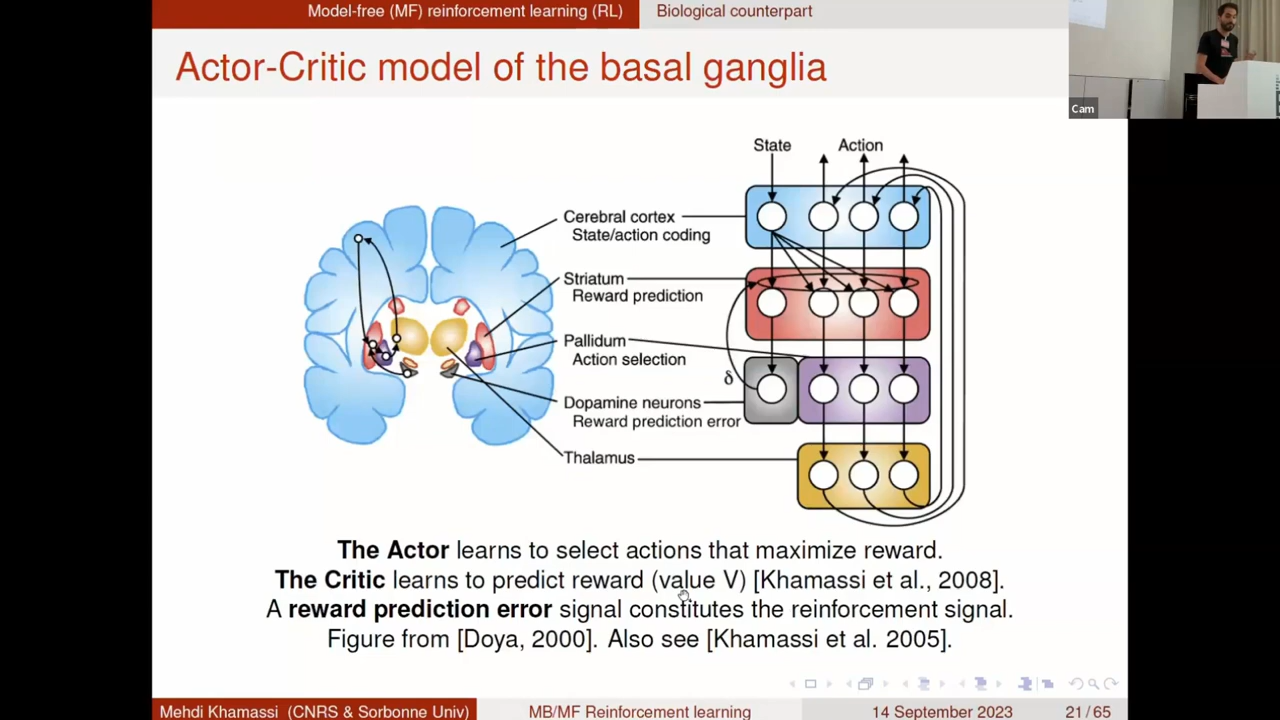 Model-free (MF) reinforcement learning (RL) Biological counterpart
Actor-Critic model of the basal ganglia
Cam
State Action
Cerebral cortex
State/action coding
Striatum
Reward prediction
Pallidum
Action selection
δ
Dopamine neurons
Reward prediction error
Thalamus
The Actor learns to select actions that maximize reward.
The Critic learns to predict reward (value V) [Khamassi et al., 2008].
A reward prediction error signal constitutes the reinforcement signal.
Figure from [Doya, 2000]. Also see [Khamassi et al. 2005].
Mehdi Khamassi (CNRS & Sorbonne Univ) MB/MF Reinforcement learning 14 September 2023 21/65